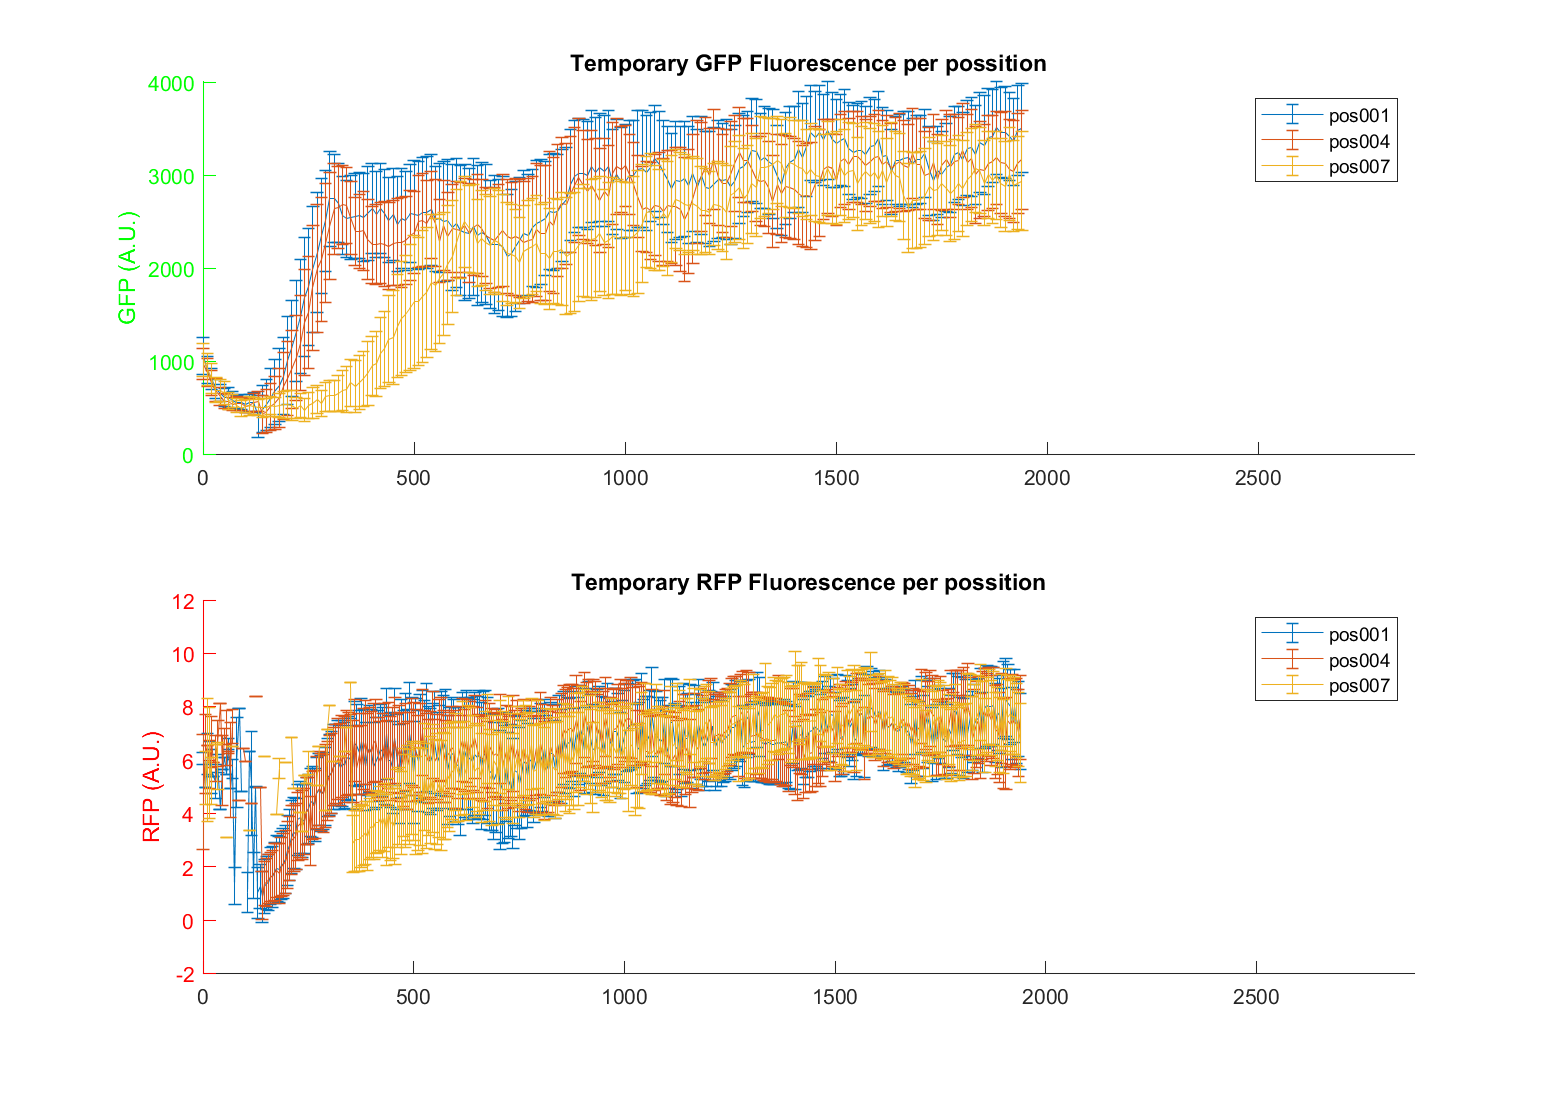 Temporary GFP Fluorescence per possition
GFP (A.U.)
4000
3000
2000
1000
0
0 500 1000 1500 2000 2500
pos001
pos004
pos007
Temporary RFP Fluorescence per possition
RFP (A.U.)
12
10
8
6
4
2
0
-2
0 500 1000 1500 2000 2500
pos001
pos004
pos007